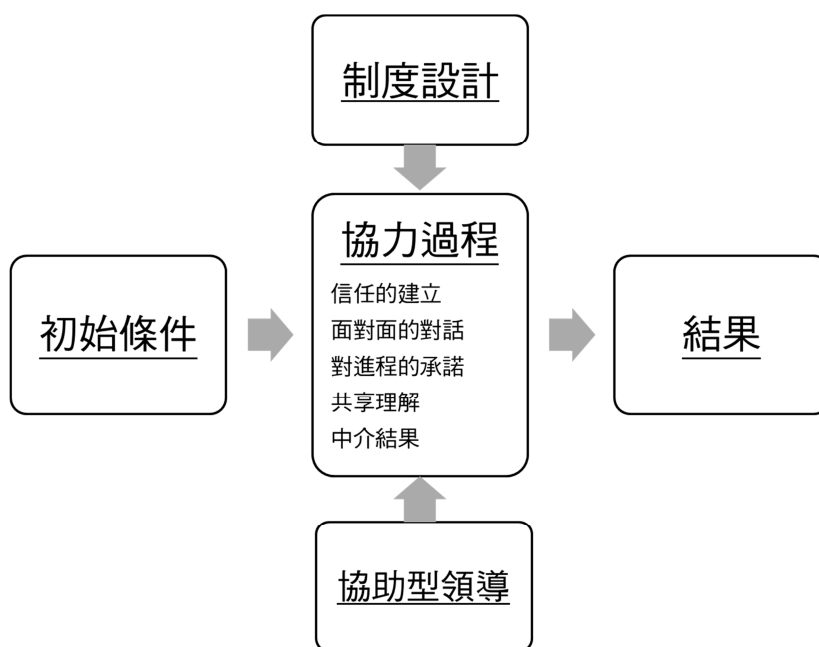 制度設計
協力過程
信任的建立
面對面的對話
對進程的承諾
共享理解
中介結果
初始條件
結果
協助型領導